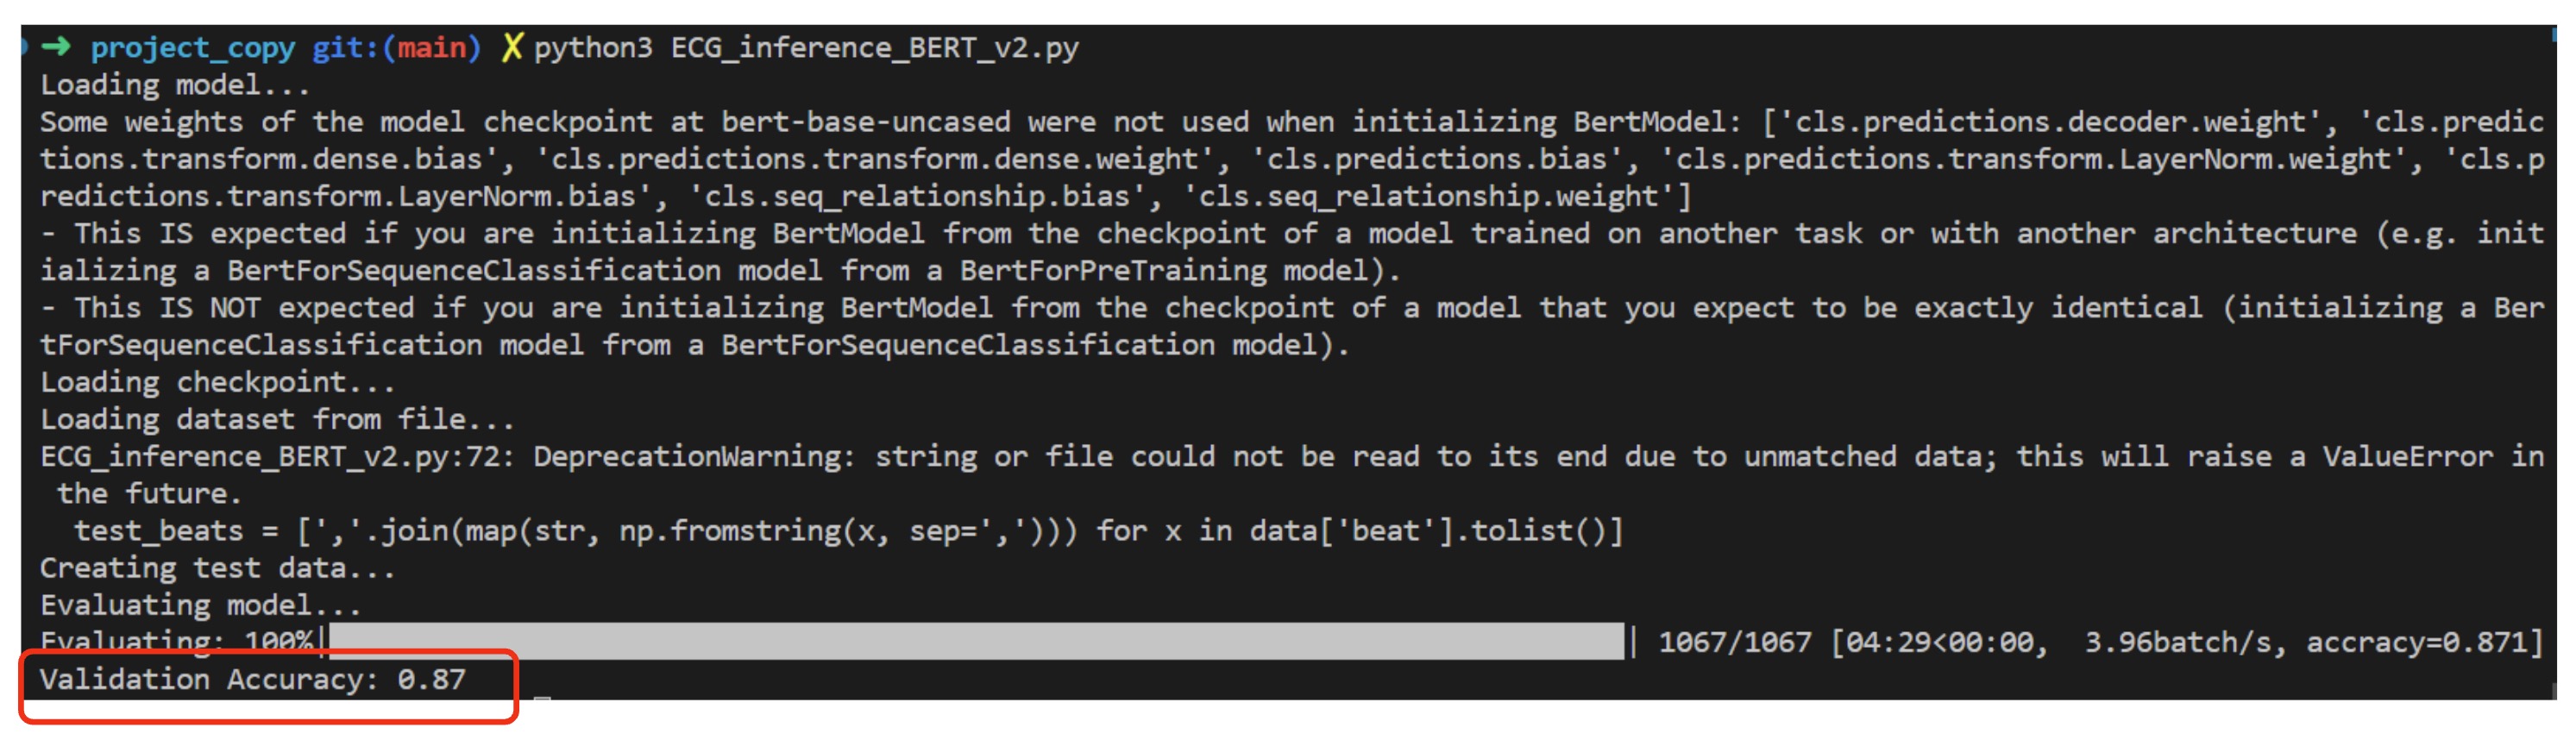 → project_copy git:(main) ✗ python3 ECG_inference_BERT_v2.py
Loading model...
Some weights of the model checkpoint at bert-base-uncased were not used when initializing BertModel: ['cls.predictions.decoder.weight', 'cls.predic
tions.transform.dense.bias', 'cls.predictions.transform.dense.weight', 'cls.predictions.bias', 'cls.predictions.transform.LayerNorm.weight', 'cls.p
redictions.transform.LayerNorm.bias', 'cls.seq_relationship.bias', 'cls.seq_relationship.weight']
- This IS expected if you are initializing BertModel from the checkpoint of a model trained on another task or with another architecture (e.g. init
ializing a BertForSequenceClassification model from a BertForPreTraining model).
- This IS NOT expected if you are initializing BertModel from the checkpoint of a model that you expect to be exactly identical (initializing a Ber
tForSequenceClassification model from a BertForSequenceClassification model).
Loading checkpoint...
Loading dataset from file...
ECG_inference_BERT_v2.py:72: DeprecationWarning: string or file could not be read to its end due to unmatched data; this will raise a ValueError in
 the future.
  test_beats = [','.join(map(str, np.fromstring(x, sep=','))) for x in data['beat'].tolist()]
Creating test data...
Evaluating model...
Evaluating: 100%|| 1067/1067 [04:29<00:00,  3.96batch/s, accracy=0.871]
Validation Accuracy: 0.87